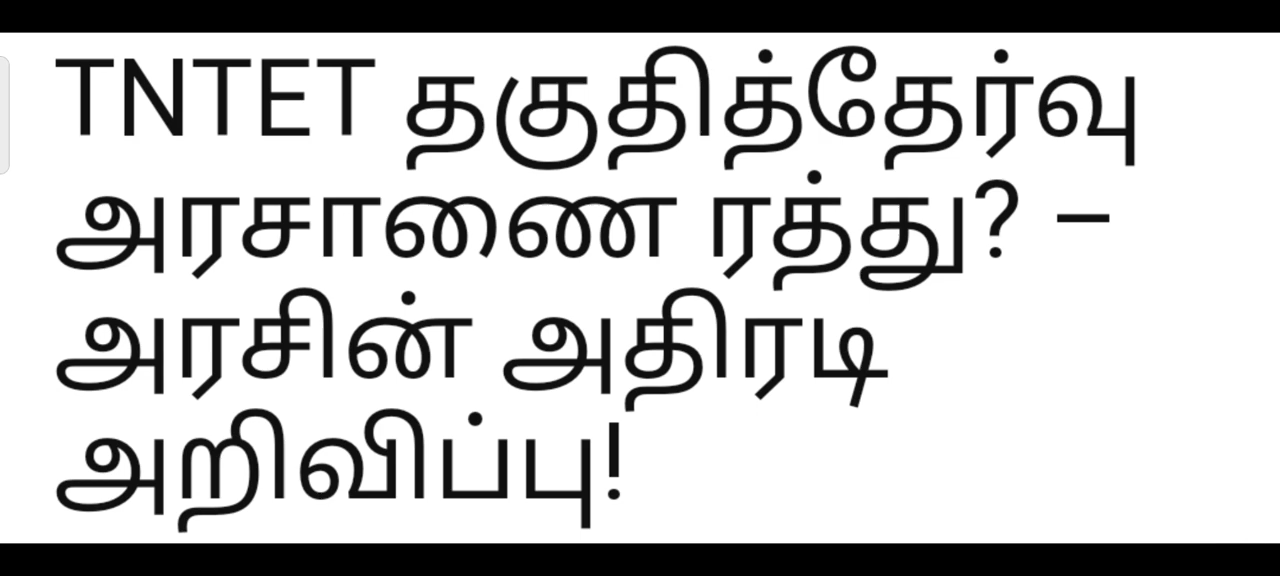 TNTET தகுதித்தேர்வு
அரசாணை ரத்து? –
அரசின் அதிரடி
அறிவிப்பு!